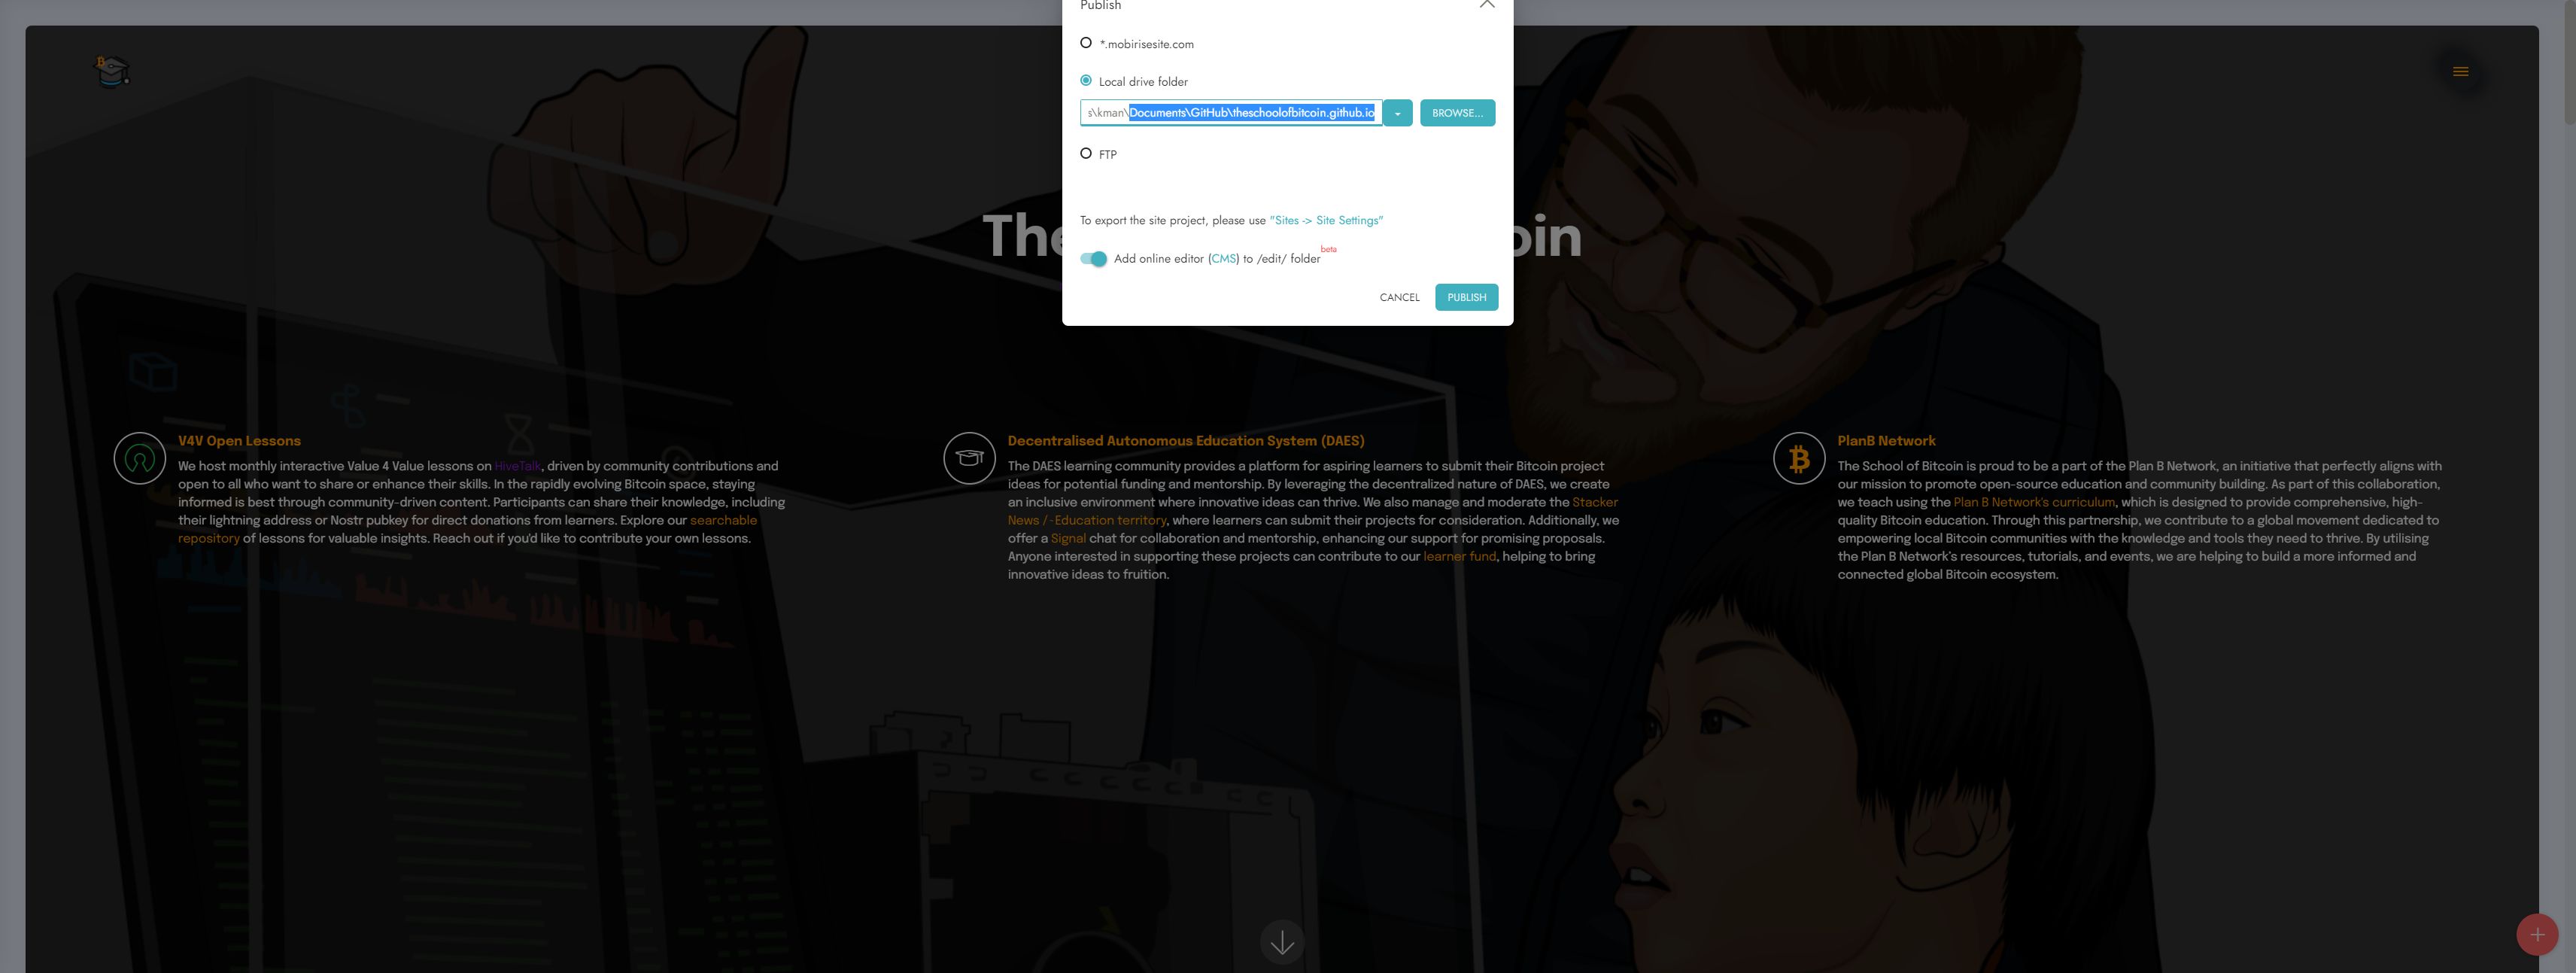 Publish
*.mobirisesite.com
Local drive folder
s\kman\Documents\GitHub\theschoolofbitcoin.github.io
BROWSE...
FTP
To export the site project, please use "Sites -> Site Settings"
Add online editor (CMS) to /edit/ folder beta
CANCEL
PUBLISH
V4V Open Lessons
We host monthly interactive Value 4 Value lessons on HiveTalk, driven by community contributions and
open to all who want to share or enhance their skills. In the rapidly evolving Bitcoin space, staying
informed is best through community-driven content. Participants can share their knowledge, including
their lightning address or Nostr pubkey for direct donations from learners. Explore our searchable
repository of lessons for valuable insights. Reach out if you'd like to contribute your own lessons.
Decentralised Autonomous Education System (DAES)
The DAES learning community provides a platform for aspiring learners to submit their Bitcoin project
ideas for potential funding and mentorship. By leveraging the decentralized nature of DAES, we create
an inclusive environment where innovative ideas can thrive. We also manage and moderate the Stacker
News /~Education territory, where learners can submit their projects for consideration. Additionally, we
offer a Signal chat for collaboration and mentorship, enhancing our support for promising proposals.
Anyone interested in supporting these projects can contribute to our learner fund, helping to bring
innovative ideas to fruition.
PlanB Network
The School of Bitcoin is proud to be a part of the Plan B Network, an initiative that perfectly aligns with
our mission to promote open-source education and community building. As part of this collaboration,
we teach using the Plan B Network's curriculum, which is designed to provide comprehensive, high-
quality Bitcoin education. Through this partnership, we contribute to a global movement dedicated to
empowering local Bitcoin communities with the knowledge and tools they need to thrive. By utilising
the Plan B Network's resources, tutorials, and events, we are helping to build a more informed and
connected global Bitcoin ecosystem.